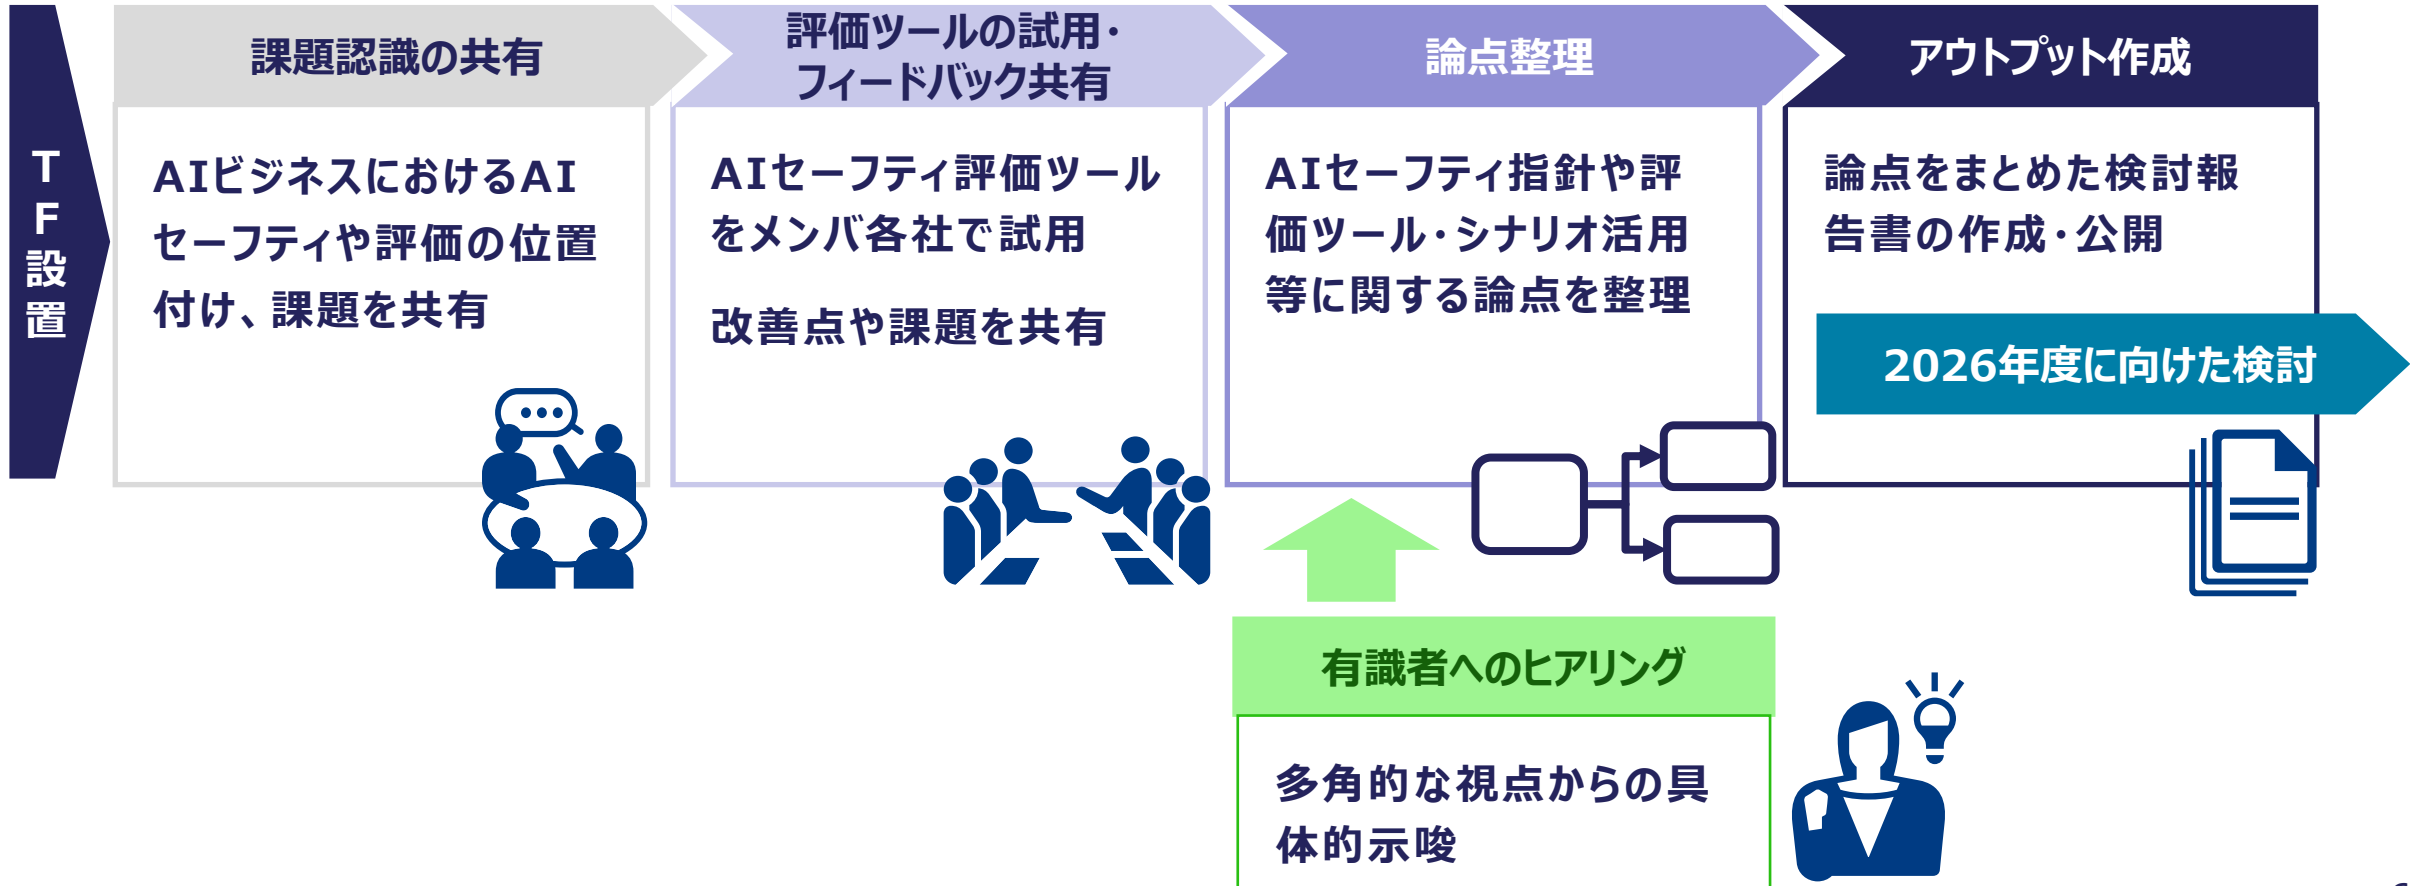 TF設置
課題認識の共有
AIビジネスにおけるAI
セーフティや評価の位置
付け、課題を共有
評価ツールの試用・
フィードバック共有
AIセーフティ評価ツール
をメンバ各社で試用
改善点や課題を共有
論点整理
AIセーフティ指針や評
価ツール・シナリオ活用
等に関する論点を整理
アウトプット作成
論点をまとめた検討報
告書の作成・公開
2026年度に向けた検討
有識者へのヒアリング
多角的な視点からの具
体的示唆